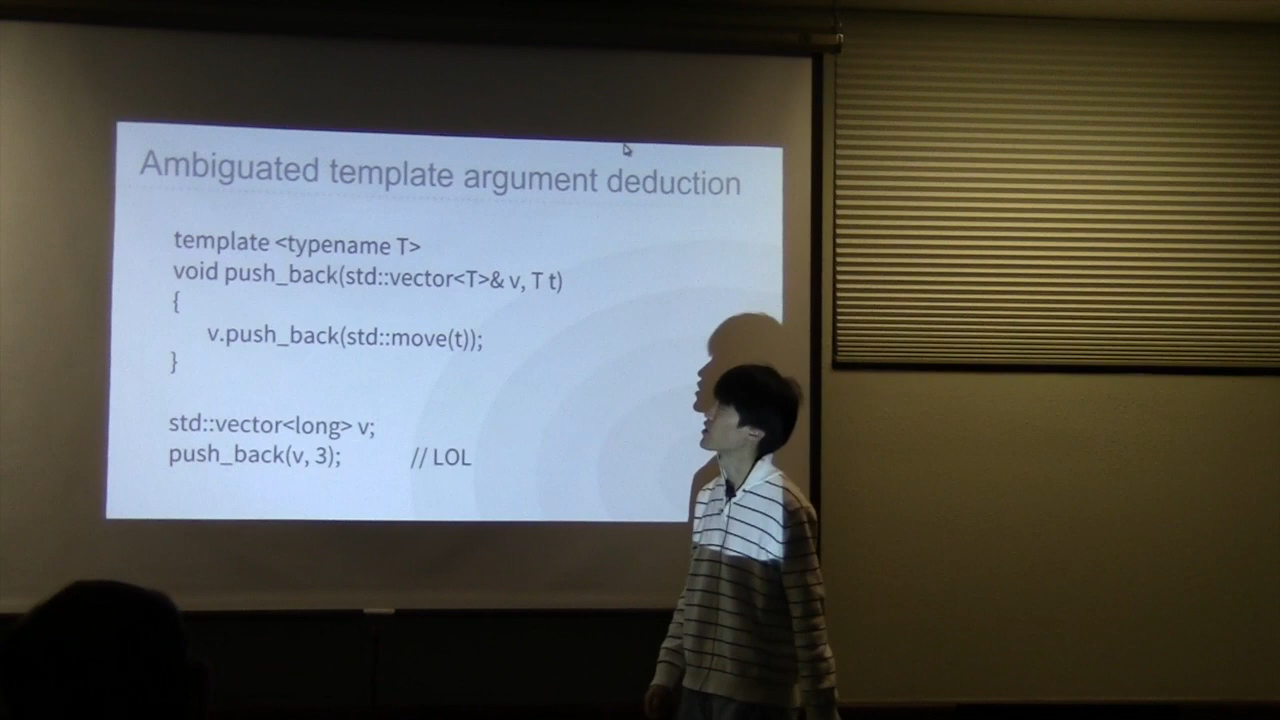 Ambiguated template argument deduction
template <typename T>
void push_back(std::vector<T>& v, T t)
{
v.push_back(std::move(t));
}
std::vector<long> v;
push_back(v, 3); // LOL